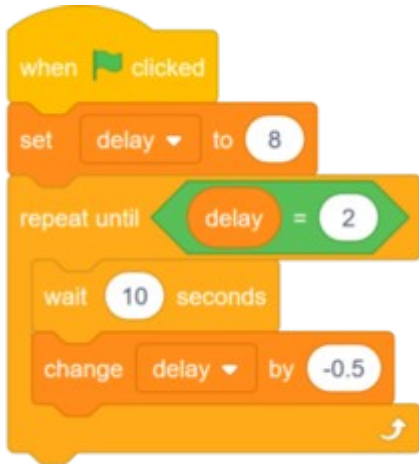 when clicked
set delay to 8
repeat until delay = 2
wait 10 seconds
change delay by -0.5